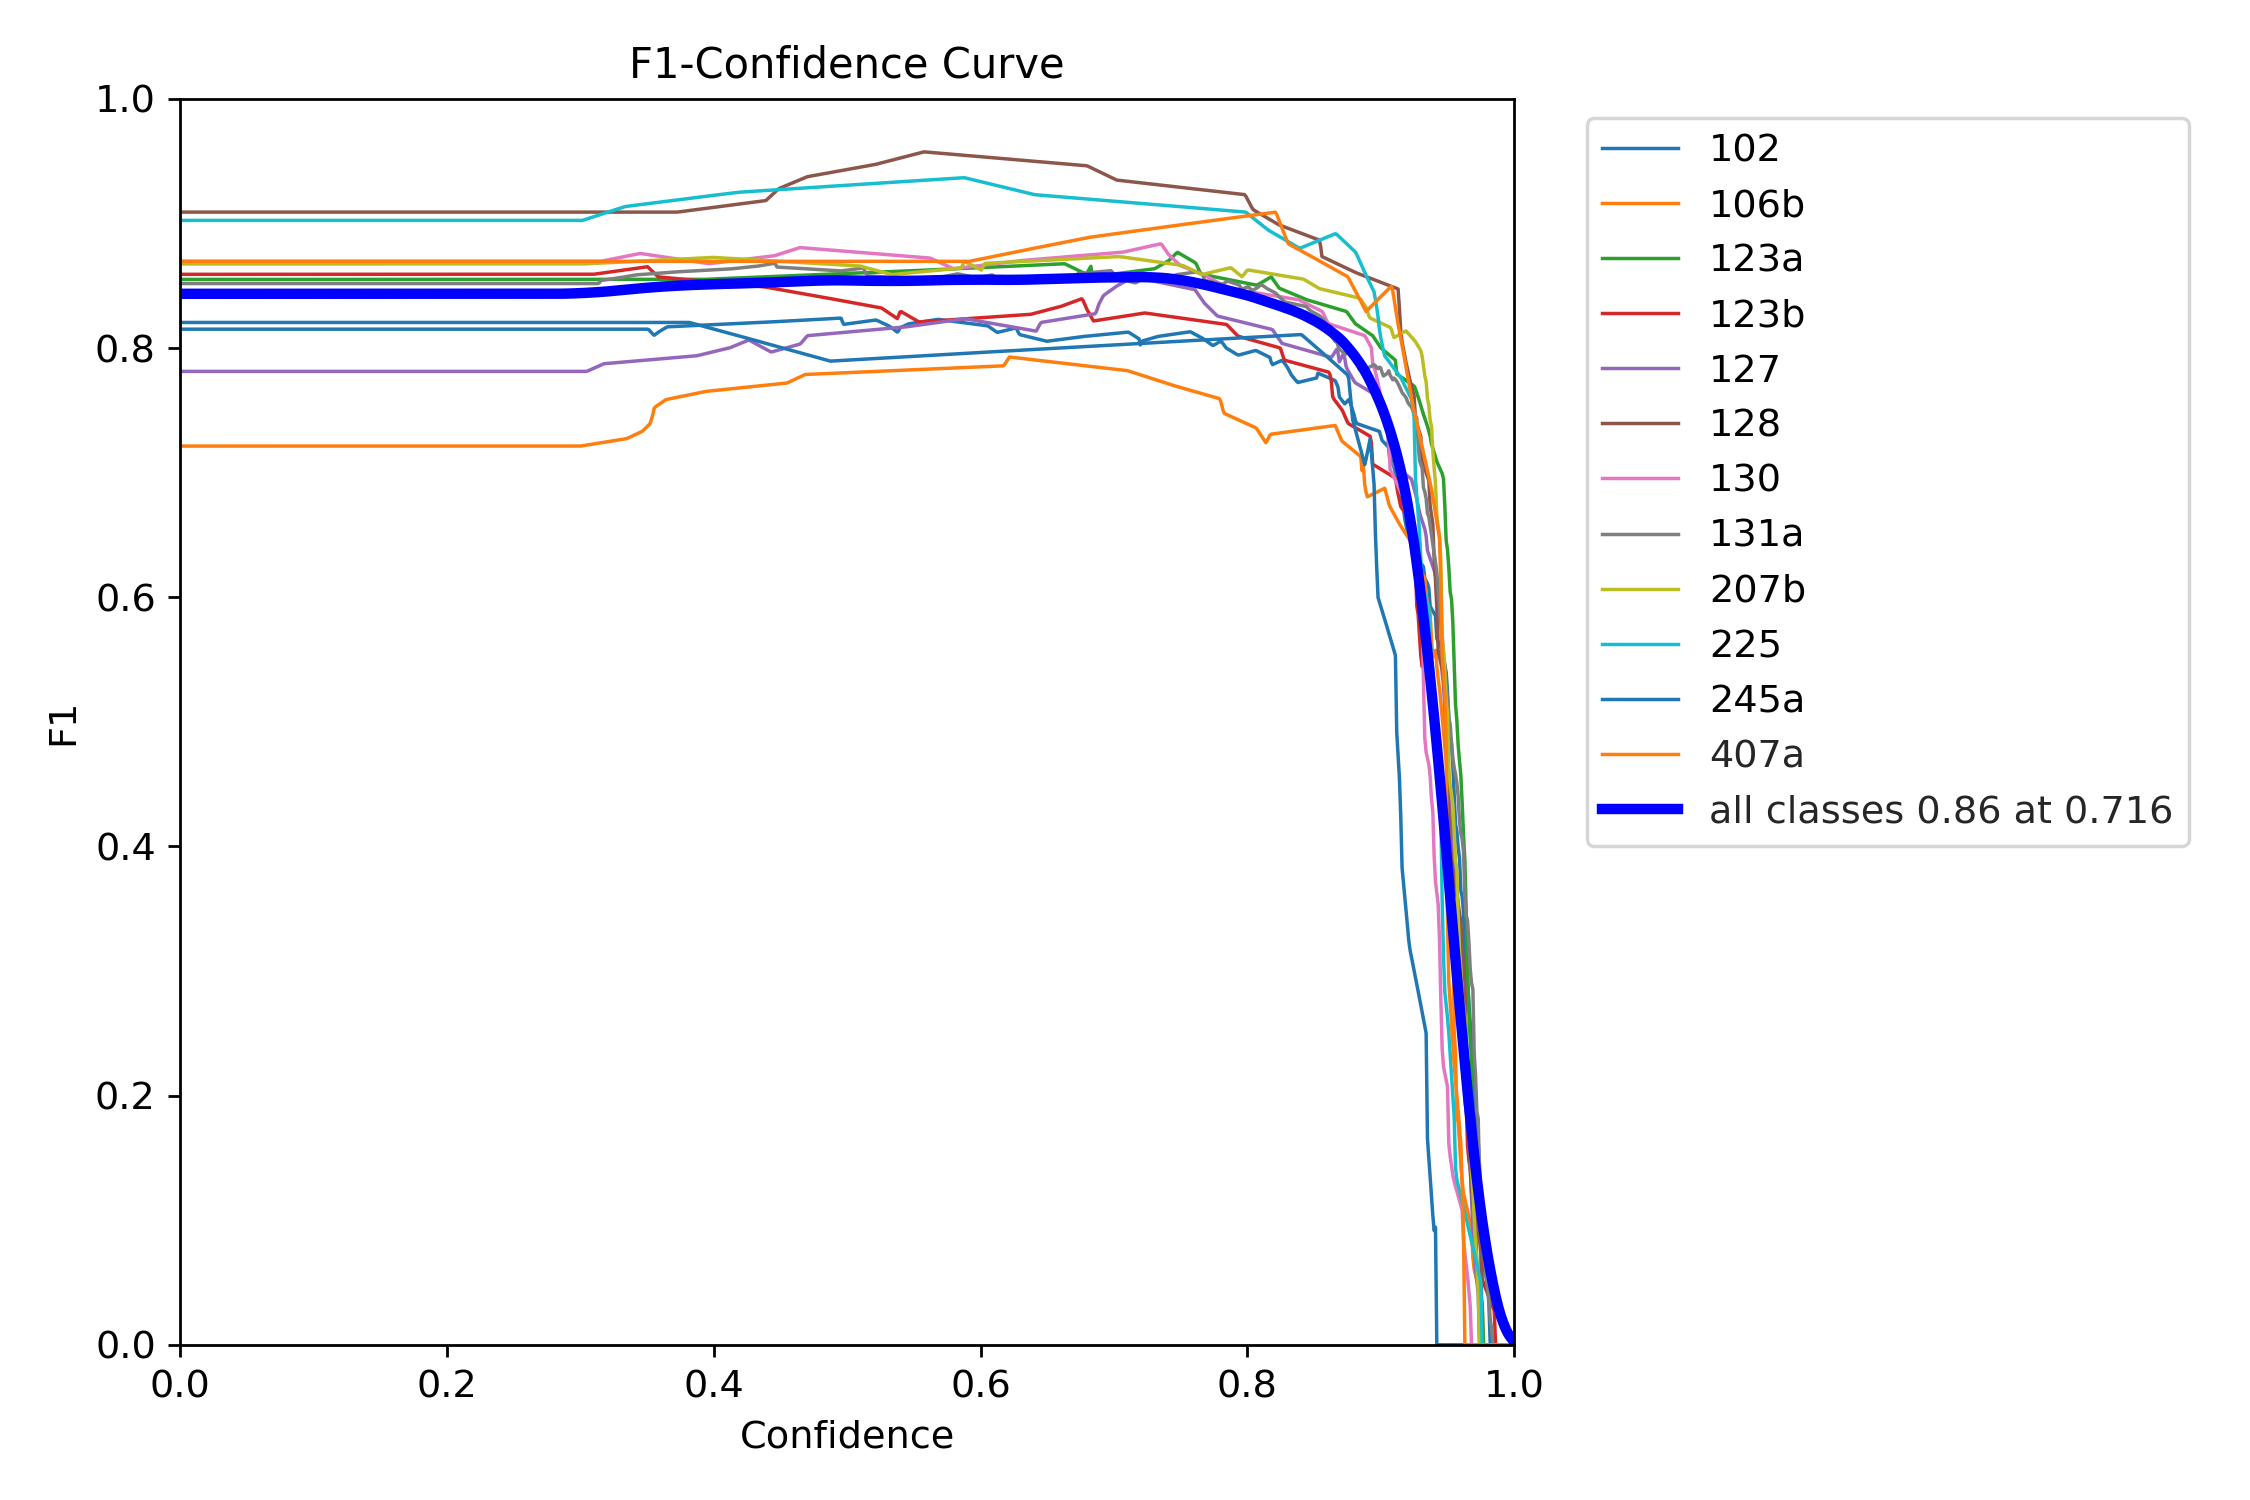 F1-Confidence Curve
1.0
0.8
0.6
0.4
0.2
0.0
F1
0.0 0.2 0.4 0.6 0.8 1.0
Confidence
102
106b
123a
123b
127
128
130
131a
207b
225
245a
407a
all classes 0.86 at 0.716